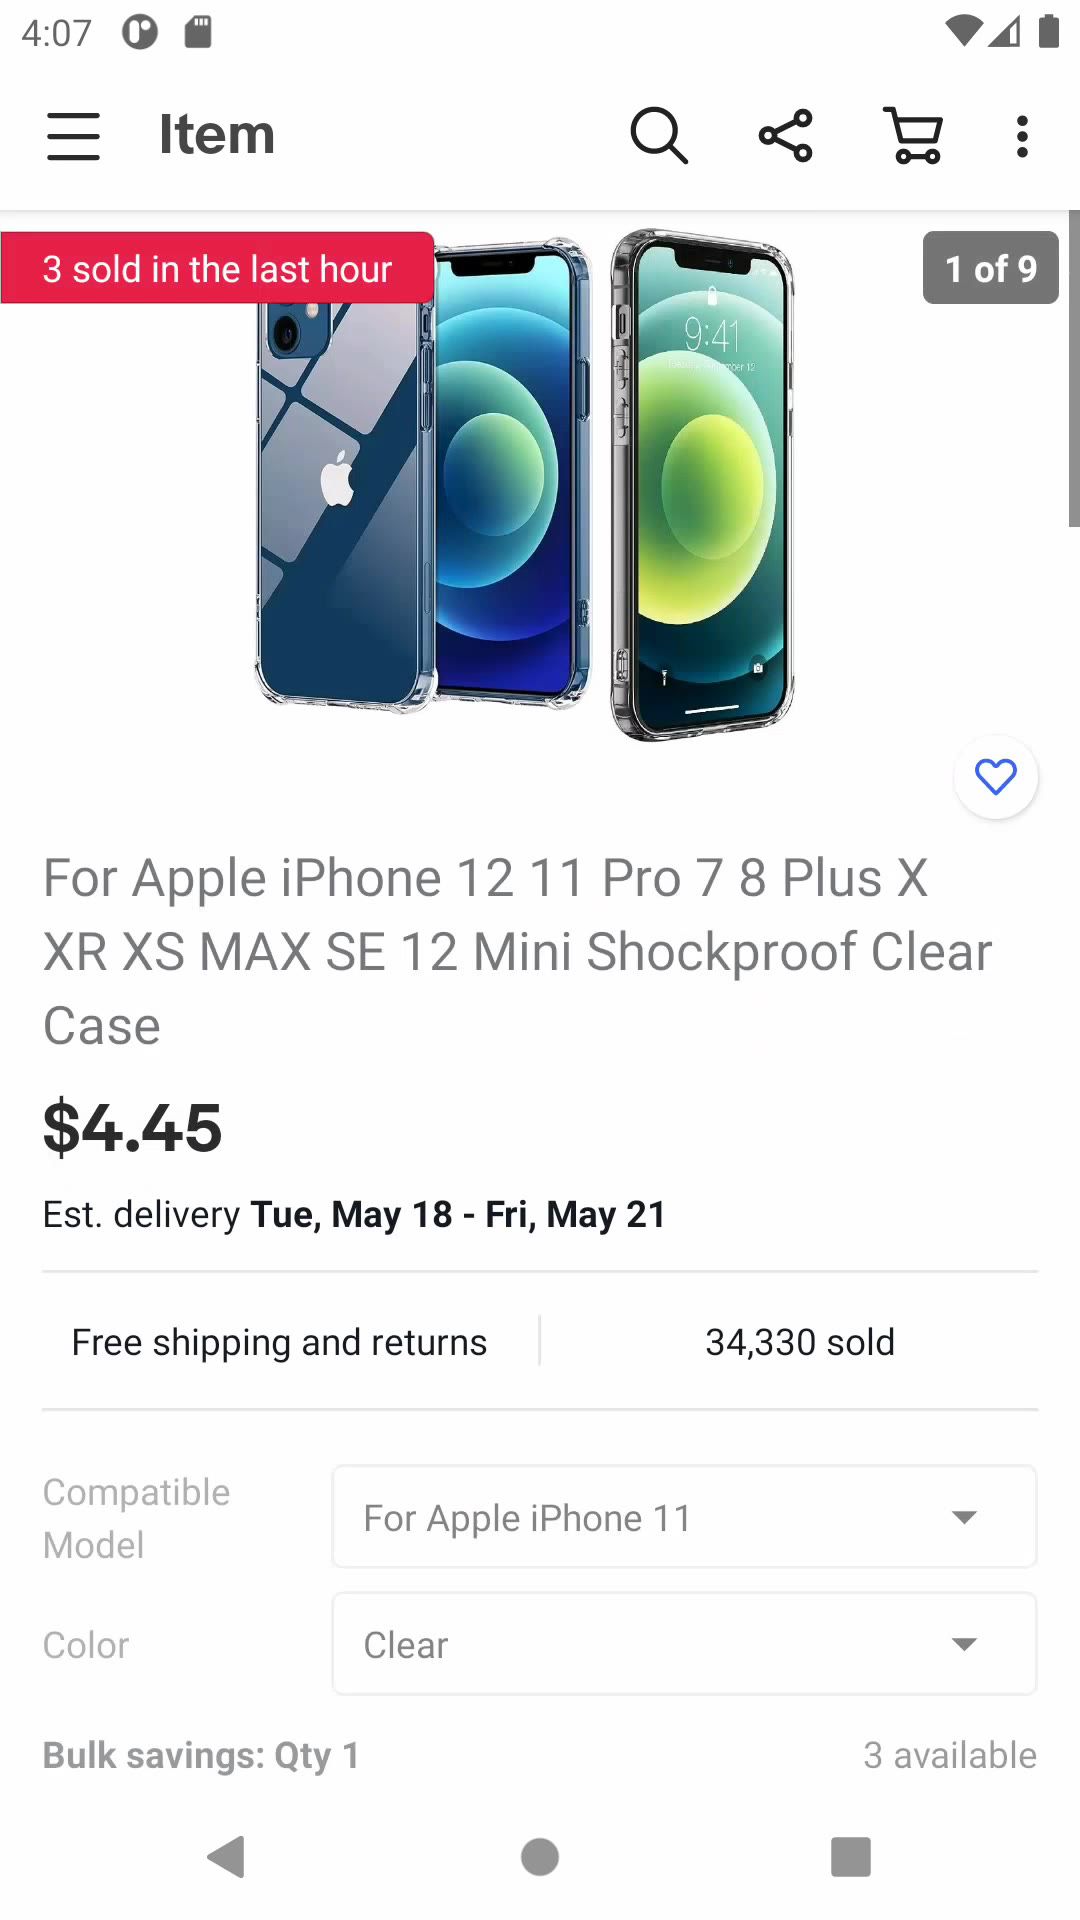 4:07
Item
3 sold in the last hour
1 of 9
9:41
For Apple iPhone 12 11 Pro 7 8 Plus X
XR XS MAX SE 12 Mini Shockproof Clear
Case
$4.45
Est. delivery Tue, May 18 - Fri, May 21
Free shipping and returns
34,330 sold
Compatible
Model
For Apple iPhone 11
Color
Clear
Bulk savings: Qty 1
3 available